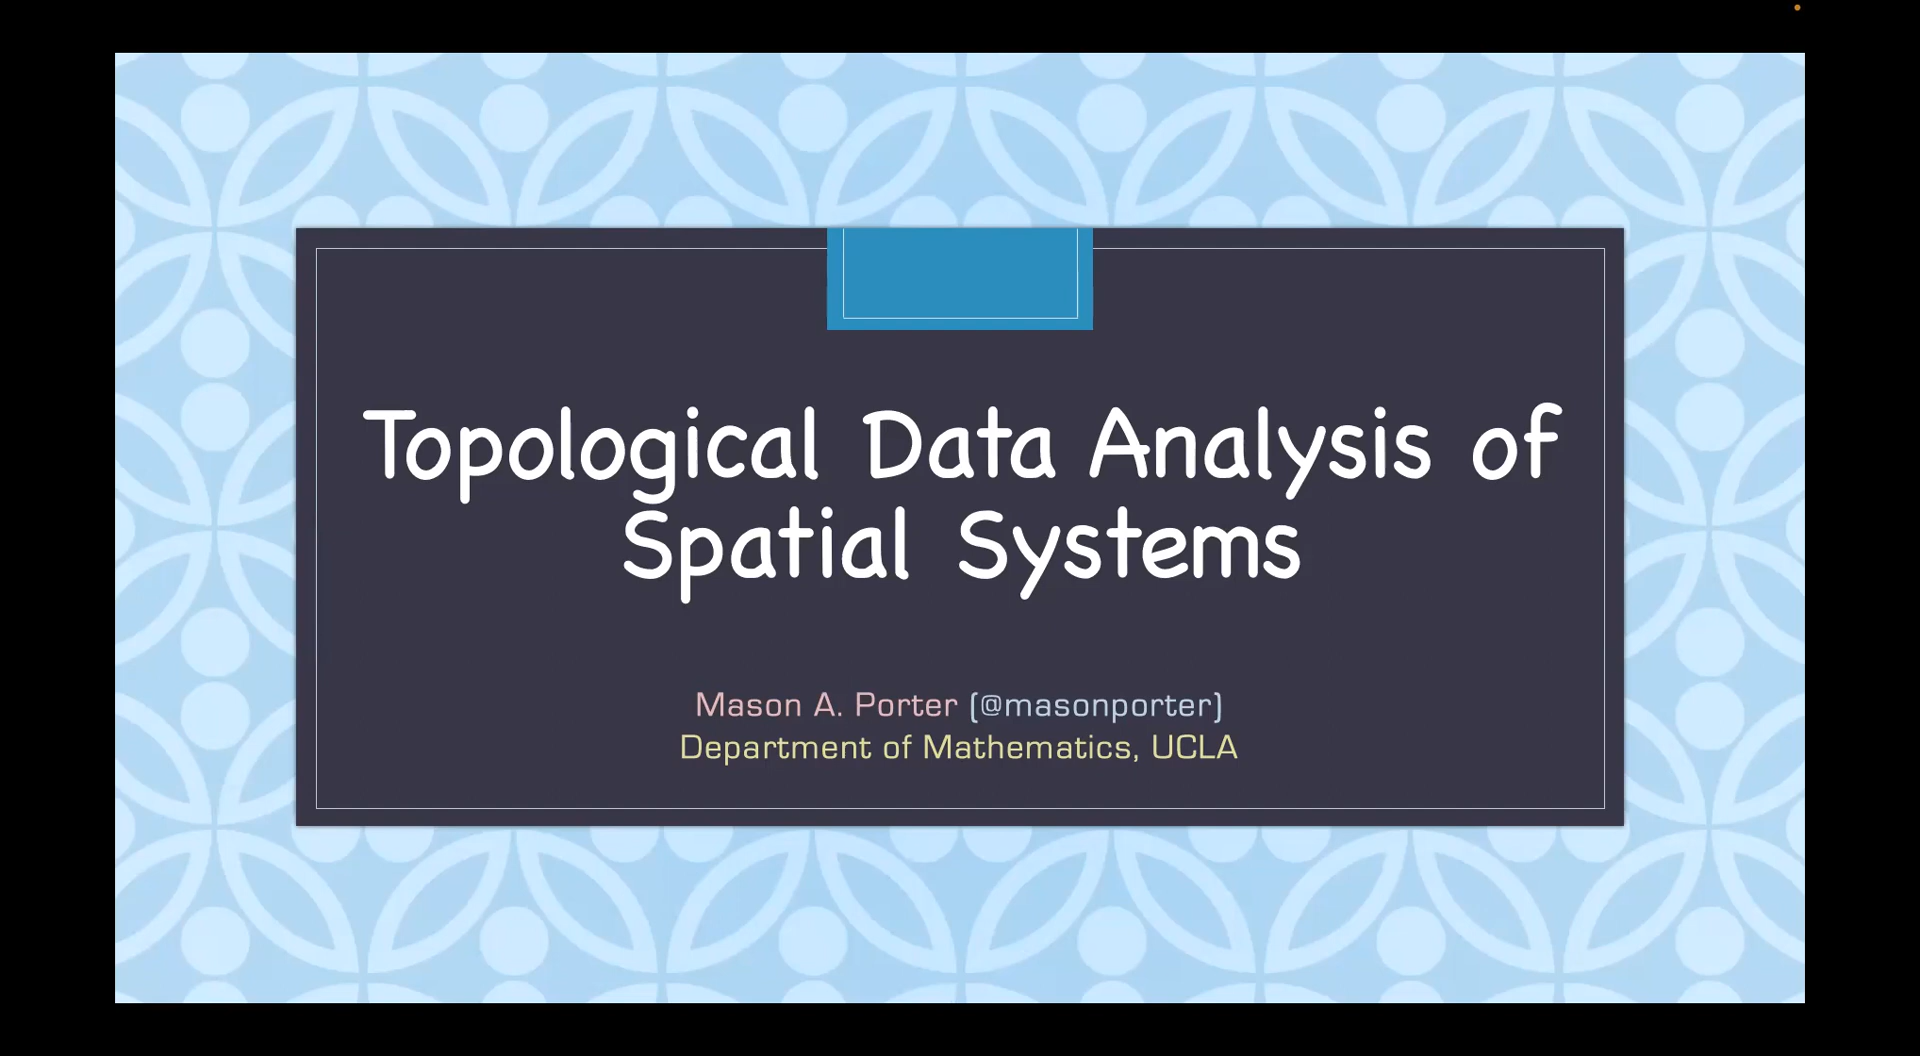 Topological Data Analysis of
Spatial Systems
Mason A. Porter (@masonporter)
Department of Mathematics, UCLA